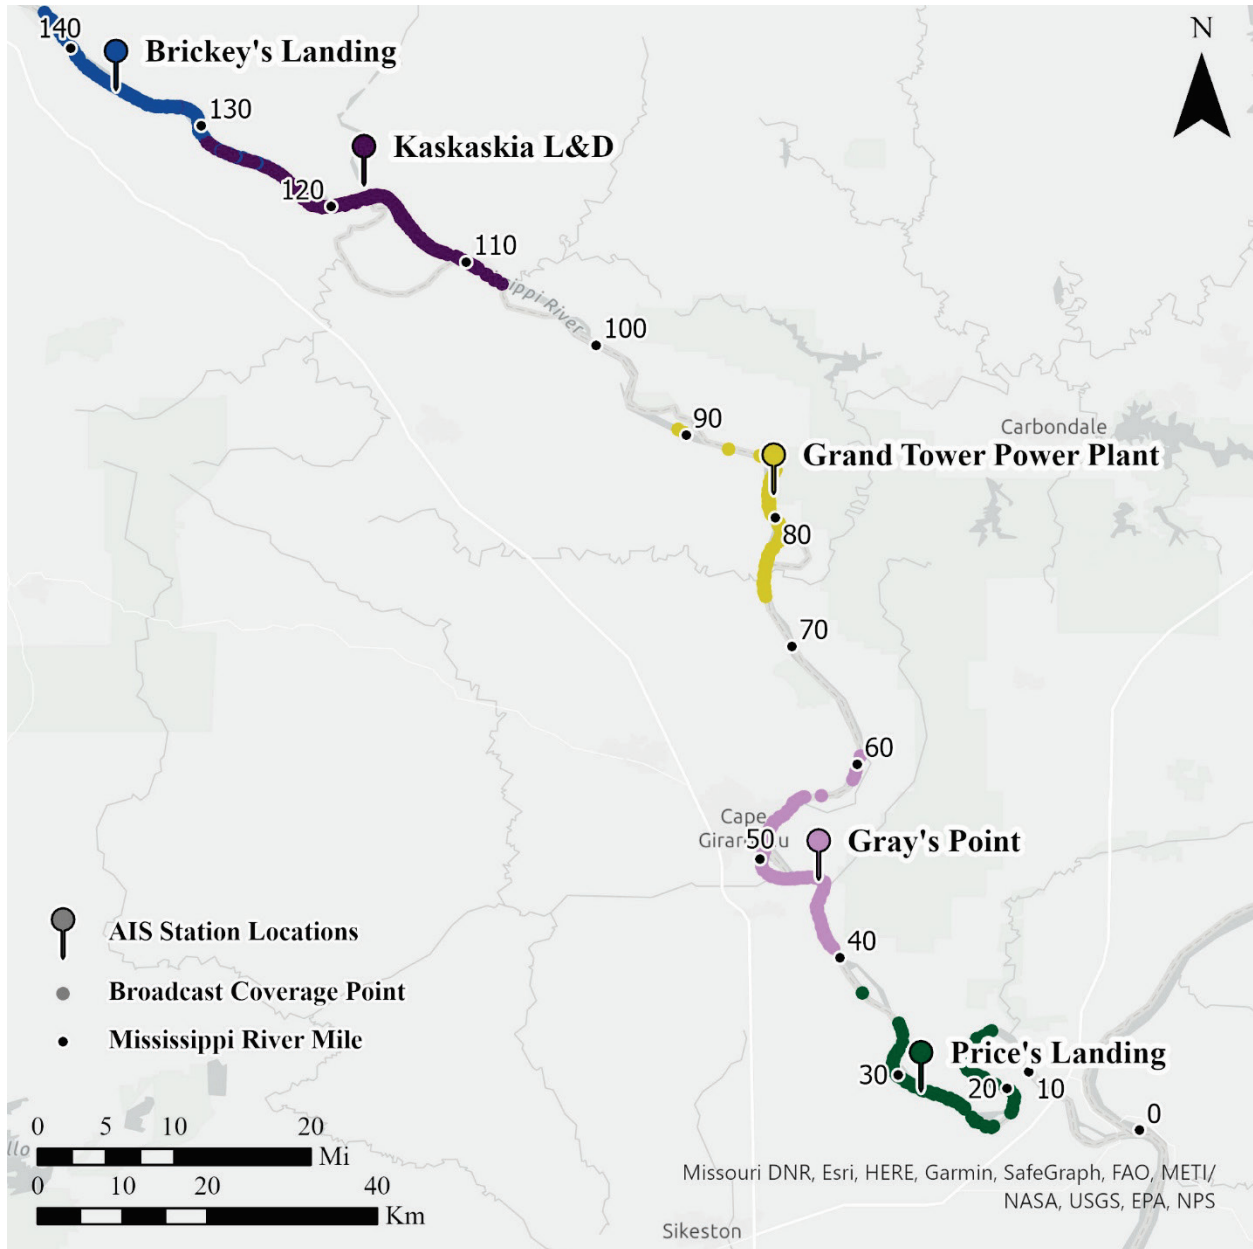 140
Brickey's Landing
N
130
Kaskaskia L&D
120
110
River
100
90
Carbondale
Grand Tower Power Plant
80
70
60
Cape
50
Gray's Point
AIS Station Locations
40
Broadcast Coverage Point
Mississippi River Mile
Price's Landing
30
20
10
0
0 5 10 20
Mi
0 10 20 40
Km
Missouri DNR, Esri, HERE, Garmin, SafeGraph, FAO, METI/
NASA, USGS, EPA, NPS
Sikeston